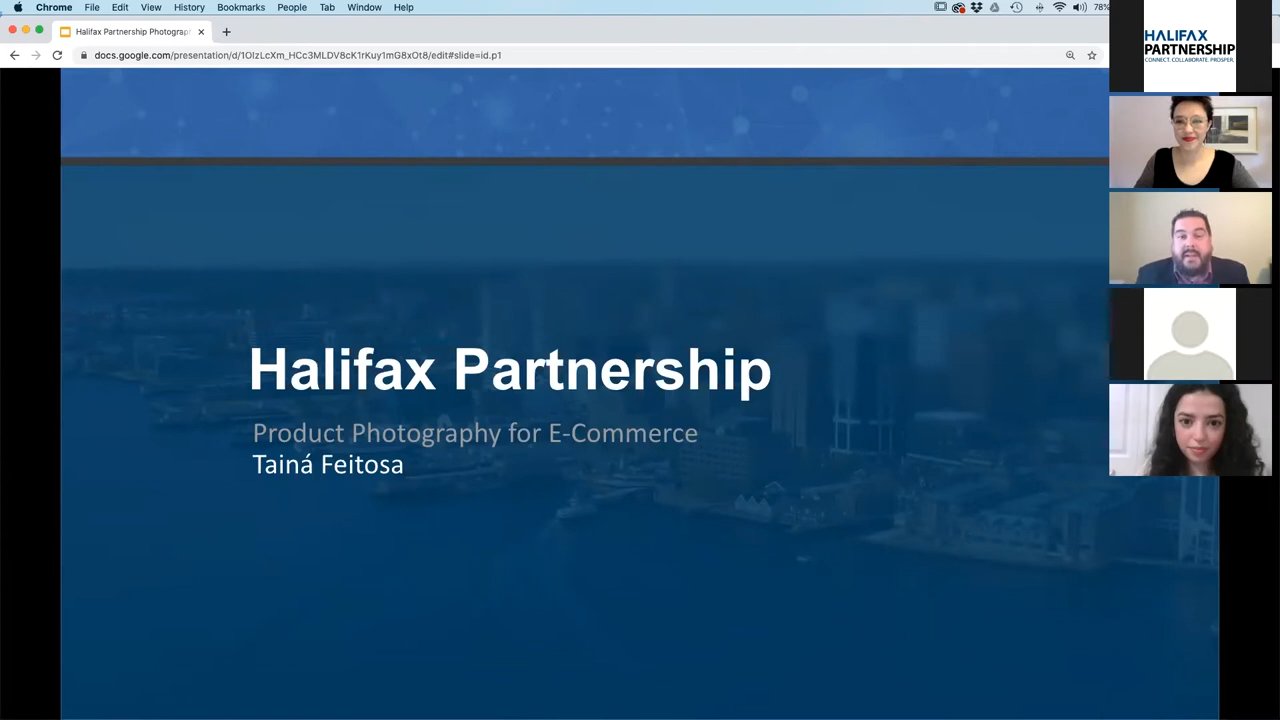 Chrome File Edit View History Bookmarks People Tab Window Help 78%
Halifax Partnership Photograp
docs.google.com/presentation/d/1OIzLcXm_HCc3MLDV8cK1rKuy1mG8xOt8/edit#slide=id.p1
HALIFAX
PARTNERSHIP
CONNECT. COLLABORATE. PROSPER.
Halifax Partnership
Product Photography for E-Commerce
Tainá Feitosa